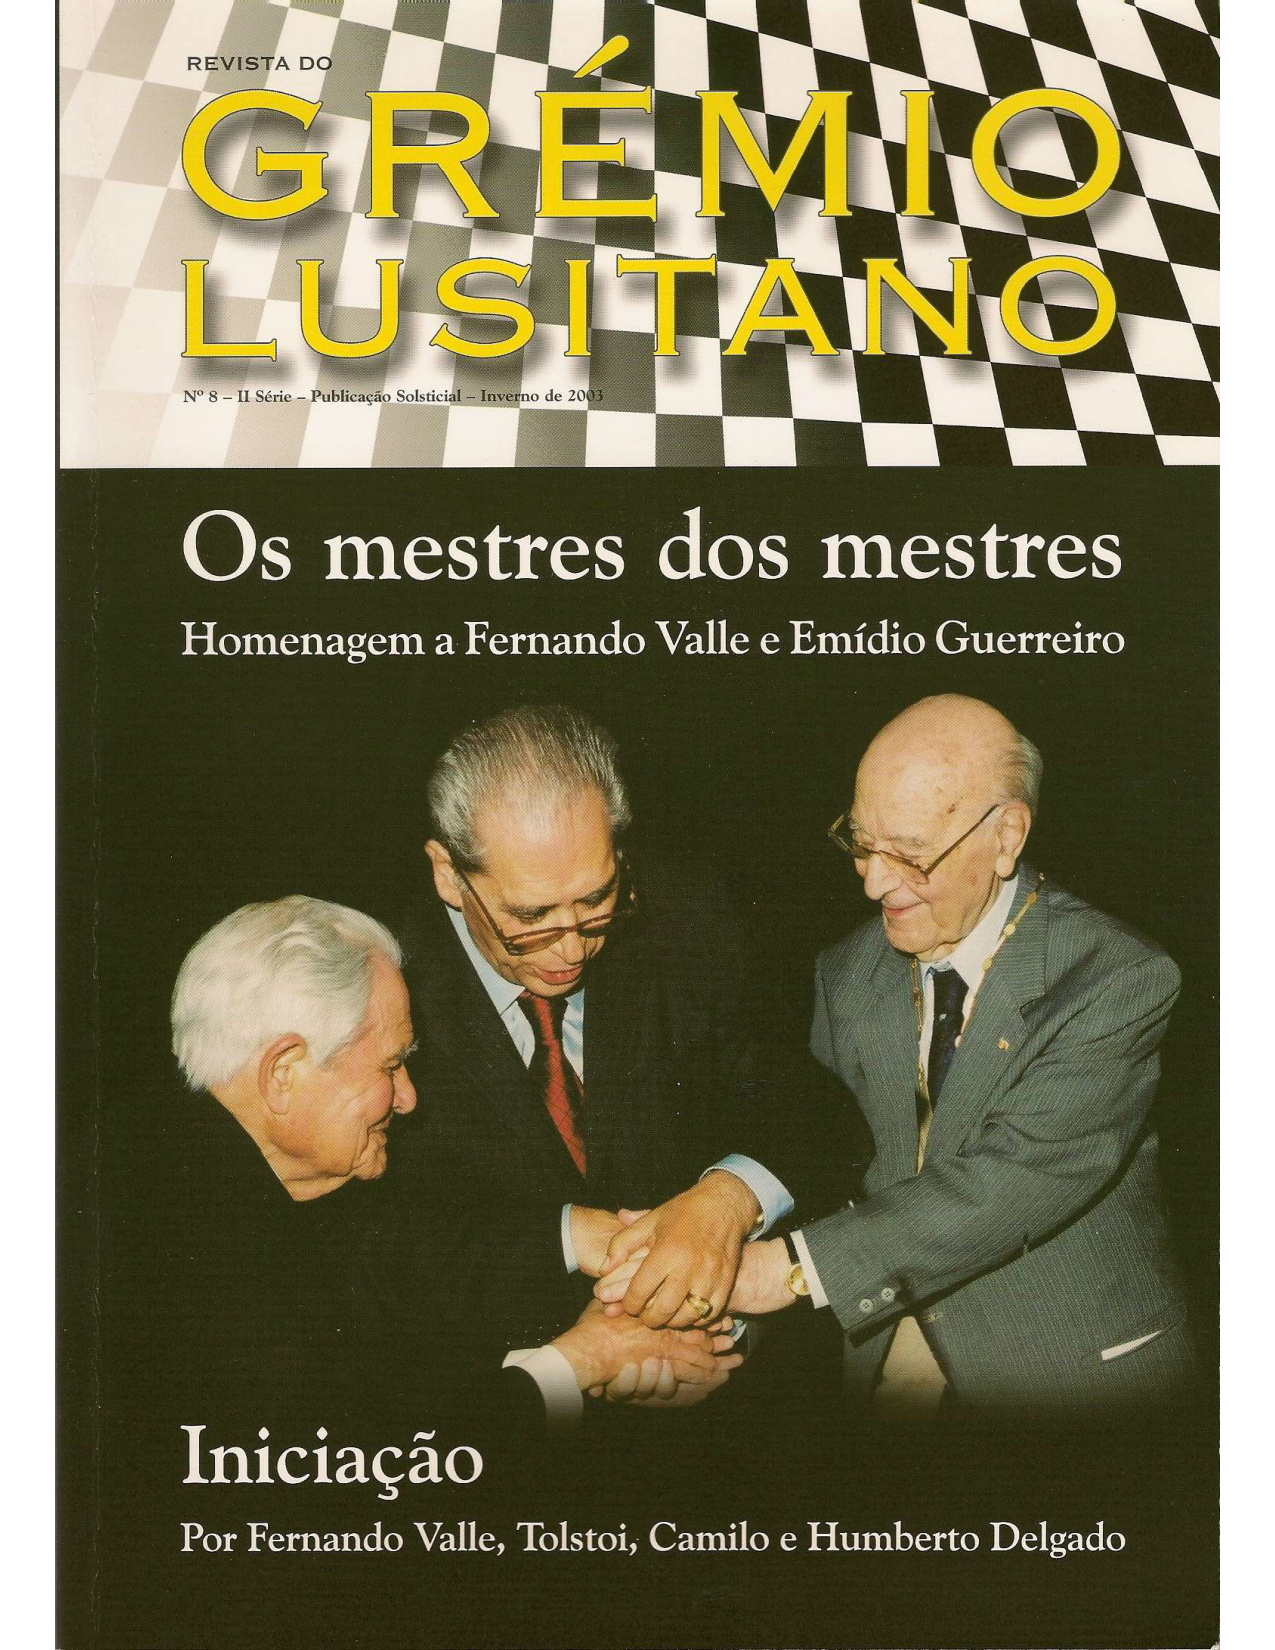 REVISTA DO
GRÉMIO
LUSITANO
Nº 8 – II Série – Publicação Solsticial – Inverno de 2003
Os mestres dos mestres
Homenagem a Fernando Valle e Emídio Guerreiro
Iniciação
Por Fernando Valle, Tolstoi, Camilo e Humberto Delgado